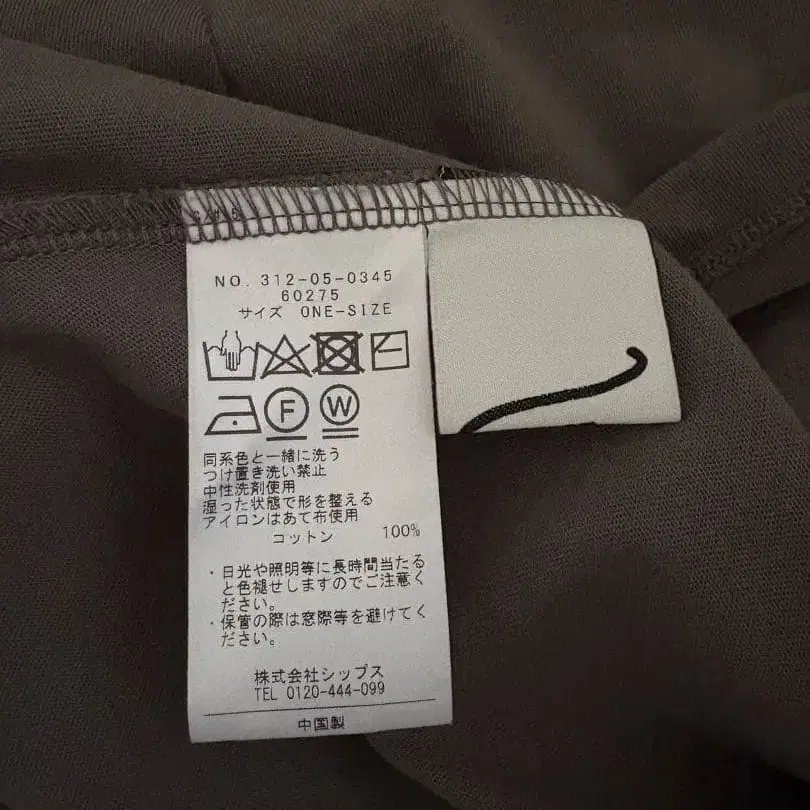 NO. 312-05-0345
60275
サイズ ONE-SIZE
F W
同系色と一緒に洗う
つけ置き洗い禁止
中性洗剤使用
湿った状態で形を整える
アイロンはあて布使用
コットン 100%
・日光や照明等に長時間当たる
と色褪せしますのでご注意く
ださい。
・保管の際は窓際等を避けてく
ださい。
株式会社シップス
TEL 0120-444-099
中国製